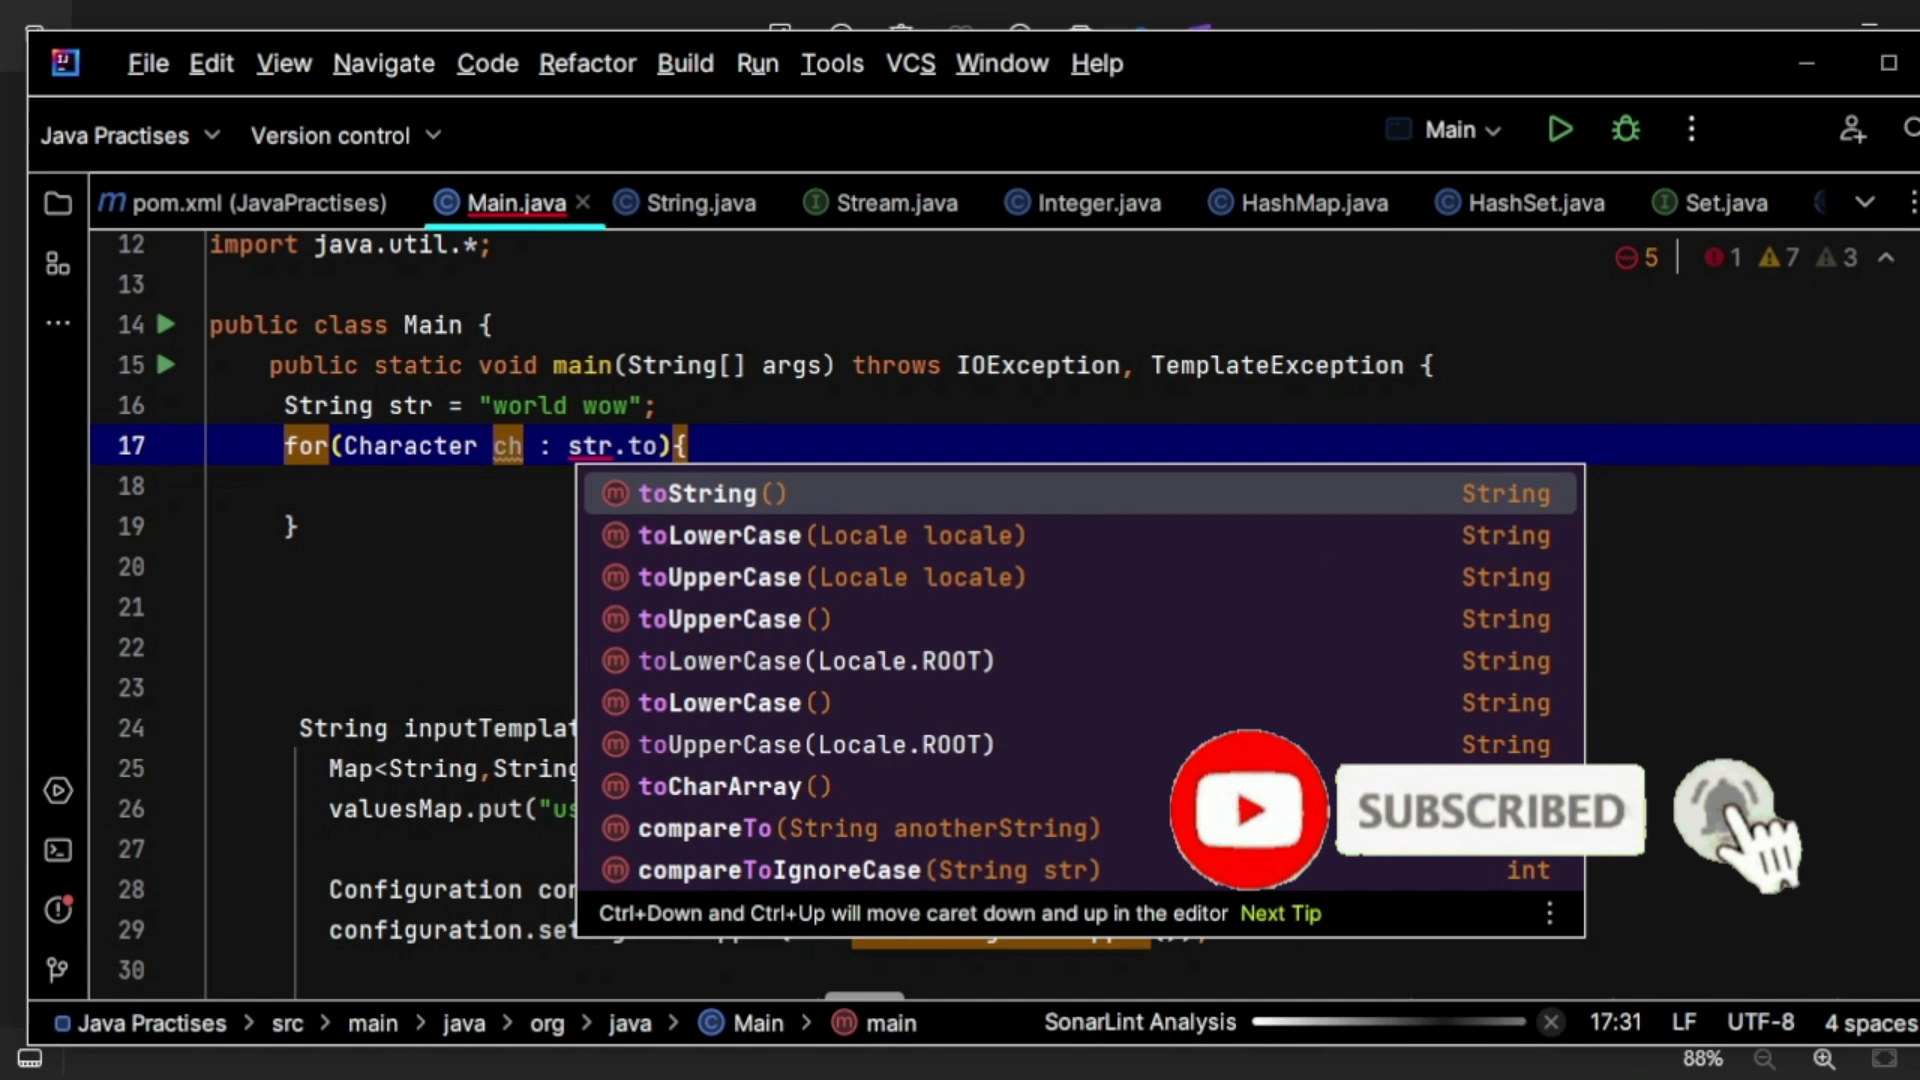 File Edit View Navigate Code Refactor Build Run Tools VCS Window Help
Java Practises Version control Main
pom.xml (JavaPractises) Main.java String.java Stream.java Integer.java HashMap.java HashSet.java Set.java
12 import java.util.*;
5 1 7 3
13
14 public class Main {
15 public static void main(String[] args) throws IOException, TemplateException {
16 String str = "world wow";
17 for(Character ch : str.to){
18
19 }
20
21
22
23
24 String inputTemplat
25 Map<String,String
26 valuesMap.put("us
27
28 Configuration cor
29 configuration.set
30
toString() String
toLowerCase(Locale locale) String
toUpperCase(Locale locale) String
toUpperCase() String
toLowerCase(Locale.ROOT) String
toLowerCase() String
toUpperCase(Locale.ROOT) String
toCharArray()
compareTo(String anotherString)
compareToIgnoreCase(String str) int
Ctrl+Down and Ctrl+Up will move caret down and up in the editor Next Tip
SUBSCRIBED
Java Practises > src > main > java > org > java > Main > main SonarLint Analysis 17:31 LF UTF-8 4 spaces
88%